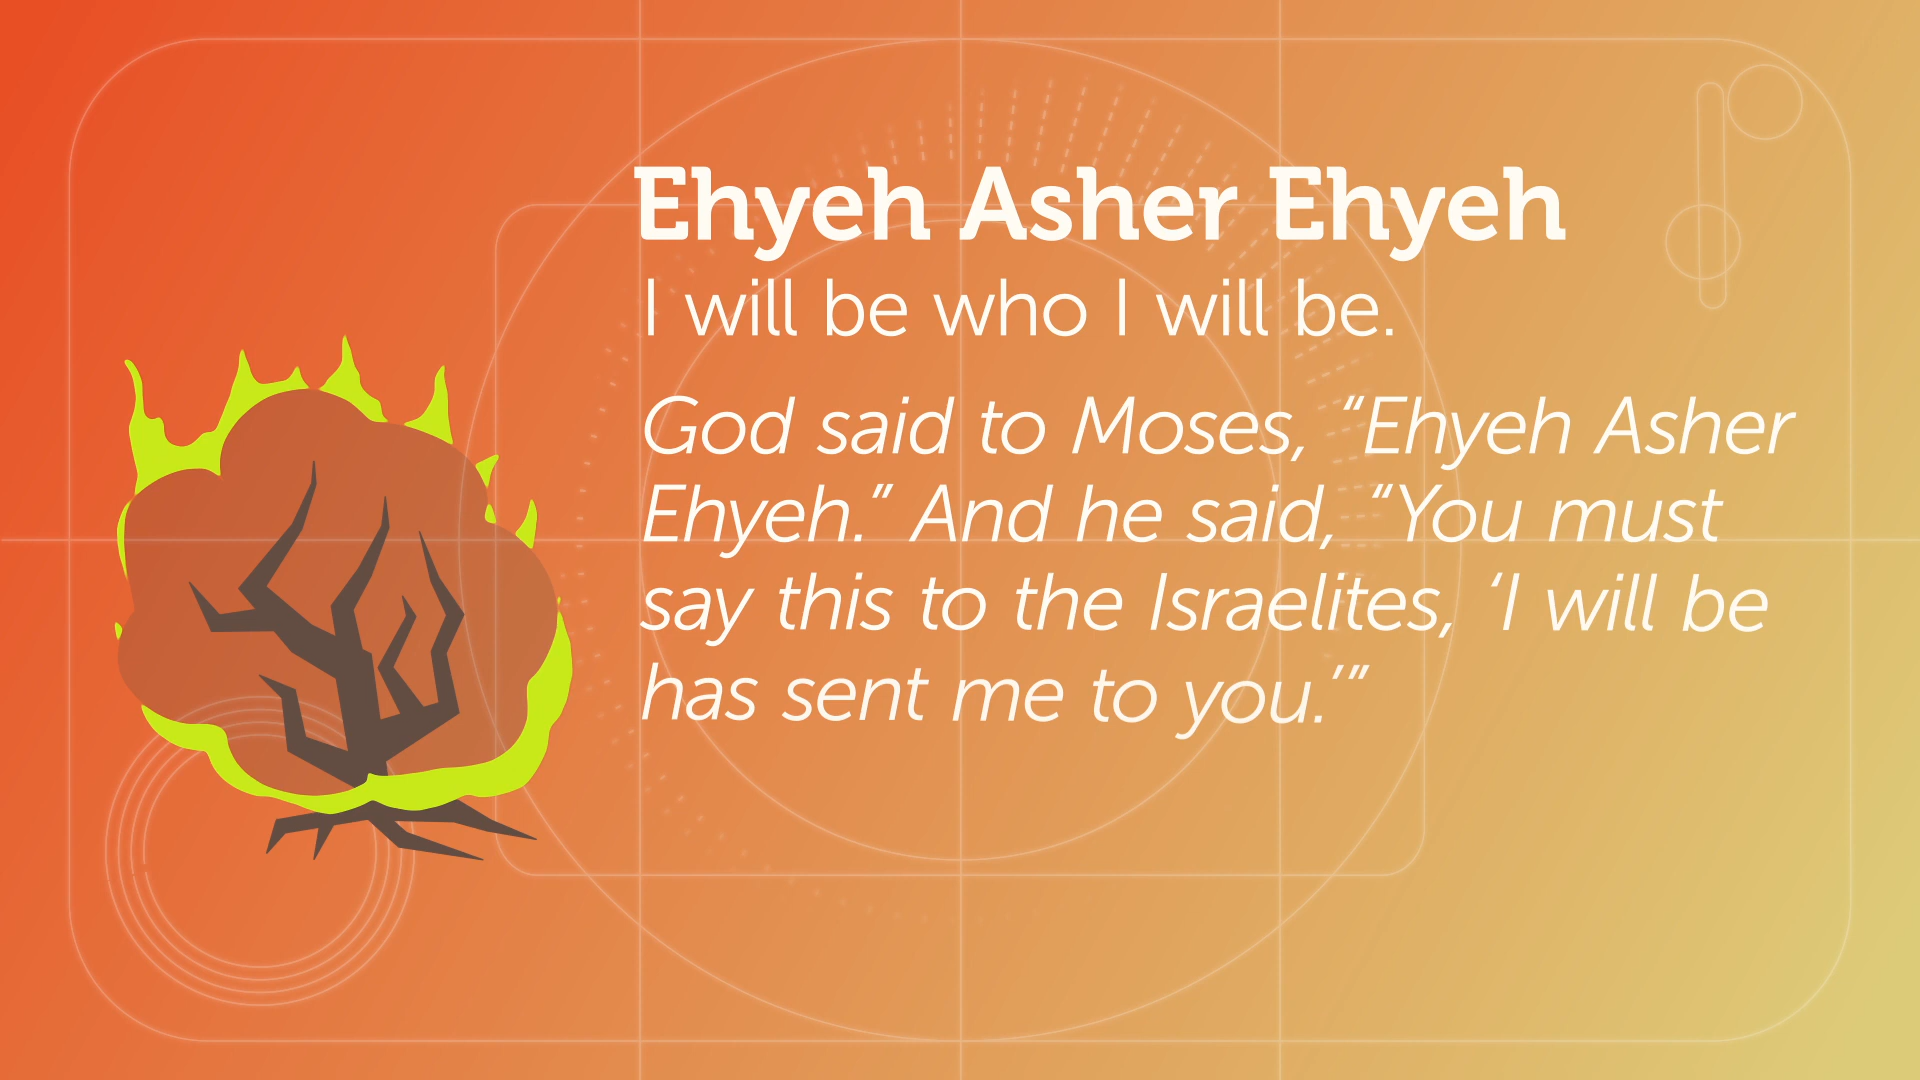 Ehyeh Asher Ehyeh
I will be who I will be.
God said to Moses, “Ehyeh Asher
Ehyeh.” And he said, “You must
say this to the Israelites, ‘I will be
has sent me to you.’”